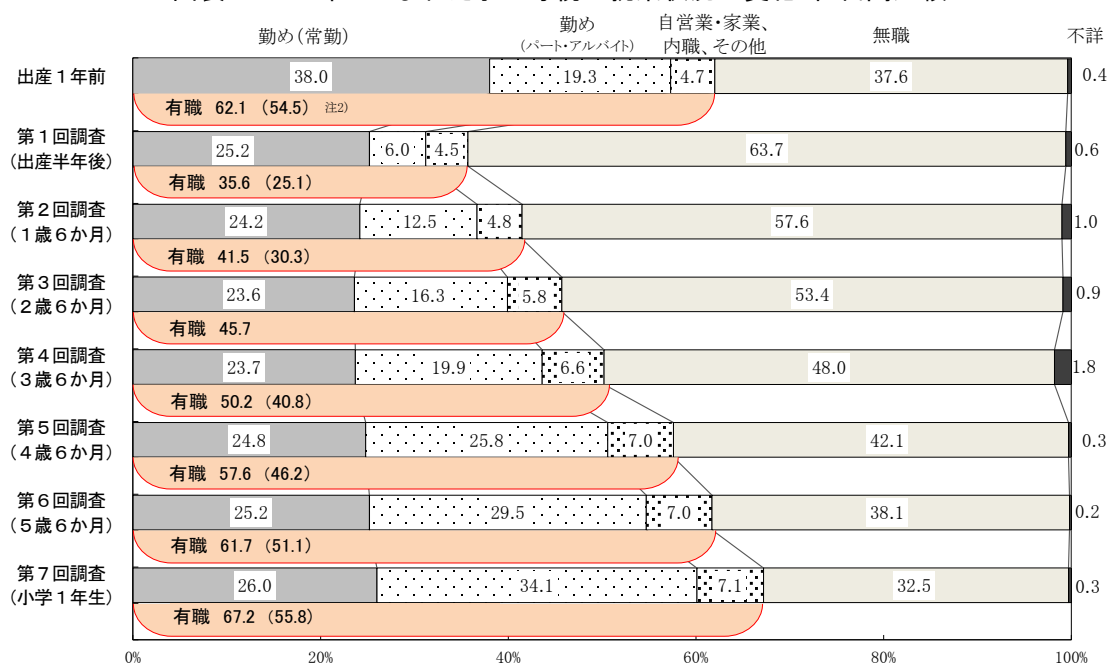 勤め（常勤）
勤め
（パート・アルバイト）
自営業・家業、
内職、その他
無職
不詳
出産１年前
38.0
19.3
4.7
37.6
0.4
有職 62.1 (54.5) 注2)
第１回調査
（出産半年後）
25.2
6.0
4.5
63.7
0.6
有職 35.6 (25.1)
第２回調査
（１歳６か月）
24.2
12.5
4.8
57.6
1.0
有職 41.5 (30.3)
第３回調査
（２歳６か月）
23.6
16.3
5.8
53.4
0.9
有職 45.7
第４回調査
（３歳６か月）
23.7
19.9
6.6
48.0
1.8
有職 50.2 (40.8)
第５回調査
（４歳６か月）
24.8
25.8
7.0
42.1
0.3
有職 57.6 (46.2)
第６回調査
（５歳６か月）
25.2
29.5
7.0
38.1
0.2
有職 61.7 (51.1)
第７回調査
（小学１年生）
26.0
34.1
7.1
32.5
0.3
有職 67.2 (55.8)
0%
20%
40%
60%
80%
100%